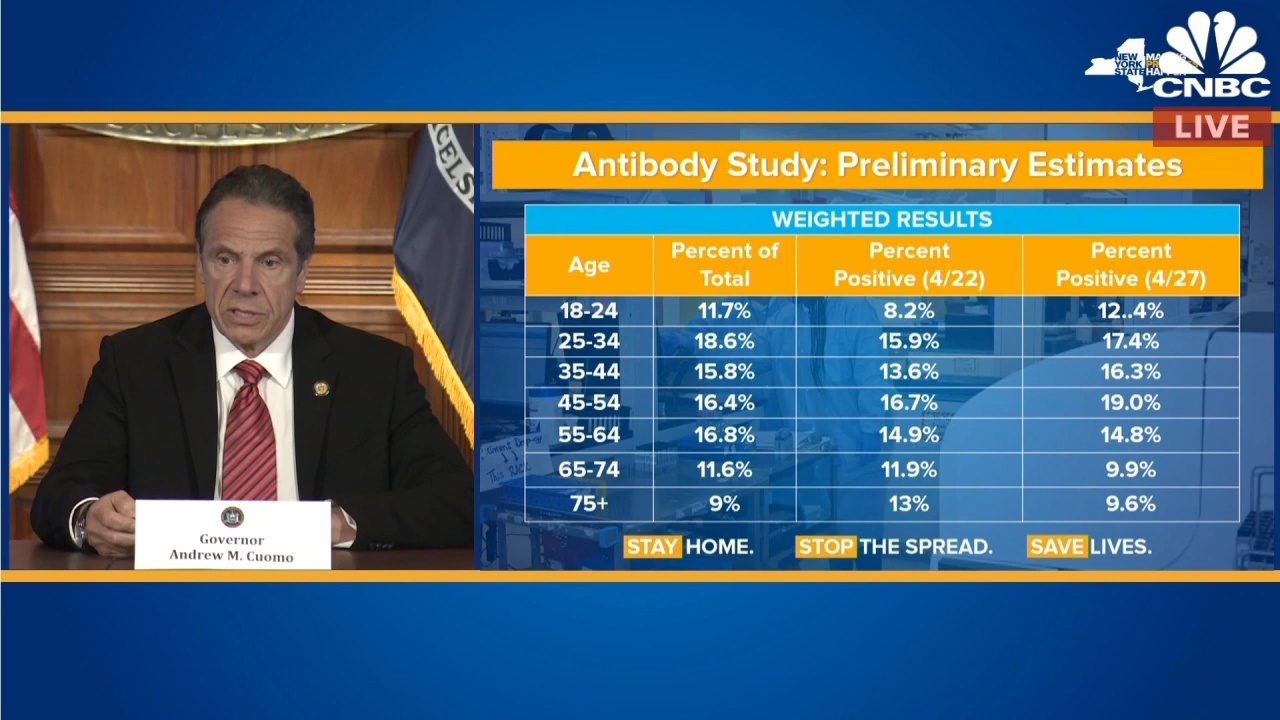 NEW
YORK
STATE
CNBC
LIVE
EXCELSIOR
EXCELS
Antibody Study: Preliminary Estimates
WEIGHTED RESULTS
Age Percent of Total Percent Positive (4/22) Percent Positive (4/27)
18-24 11.7% 8.2% 12..4%
25-34 18.6% 15.9% 17.4%
35-44 15.8% 13.6% 16.3%
45-54 16.4% 16.7% 19.0%
55-64 16.8% 14.9% 14.8%
65-74 11.6% 11.9% 9.9%
75+ 9% 13% 9.6%
STAY HOME. STOP THE SPREAD. SAVE LIVES.
Governor
Andrew M. Cuomo